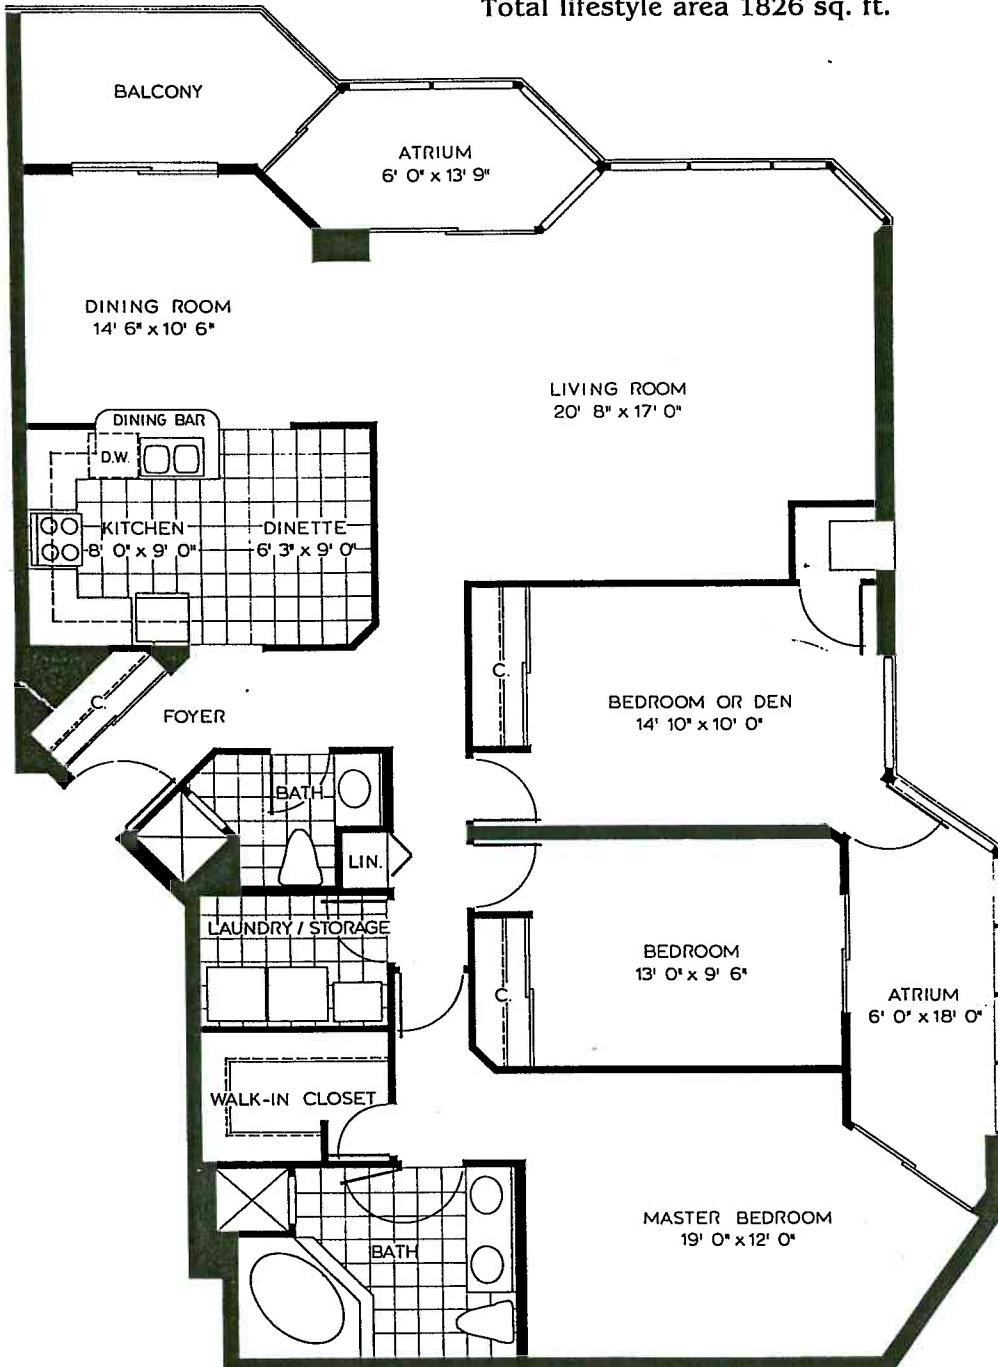 Total lifestyle area 1826 sq. ft.
BALCONY
ATRIUM
6' 0" x 13' 9"
DINING ROOM
14' 6" x 10' 6"
LIVING ROOM
20' 8" x 17' 0"
DINING BAR
D.W.
KITCHEN
8' 0" x 9' 0"
DINETTE
6' 3" x 9' 0"
C.
FOYER
C.
BEDROOM OR DEN
14' 10" x 10' 0"
BATH
LIN.
LAUNDRY / STORAGE
BEDROOM
13' 0" x 9' 6"
C.
ATRIUM
6' 0" x 18' 0"
WALK-IN CLOSET
MASTER BEDROOM
19' 0" x 12' 0"
BATH